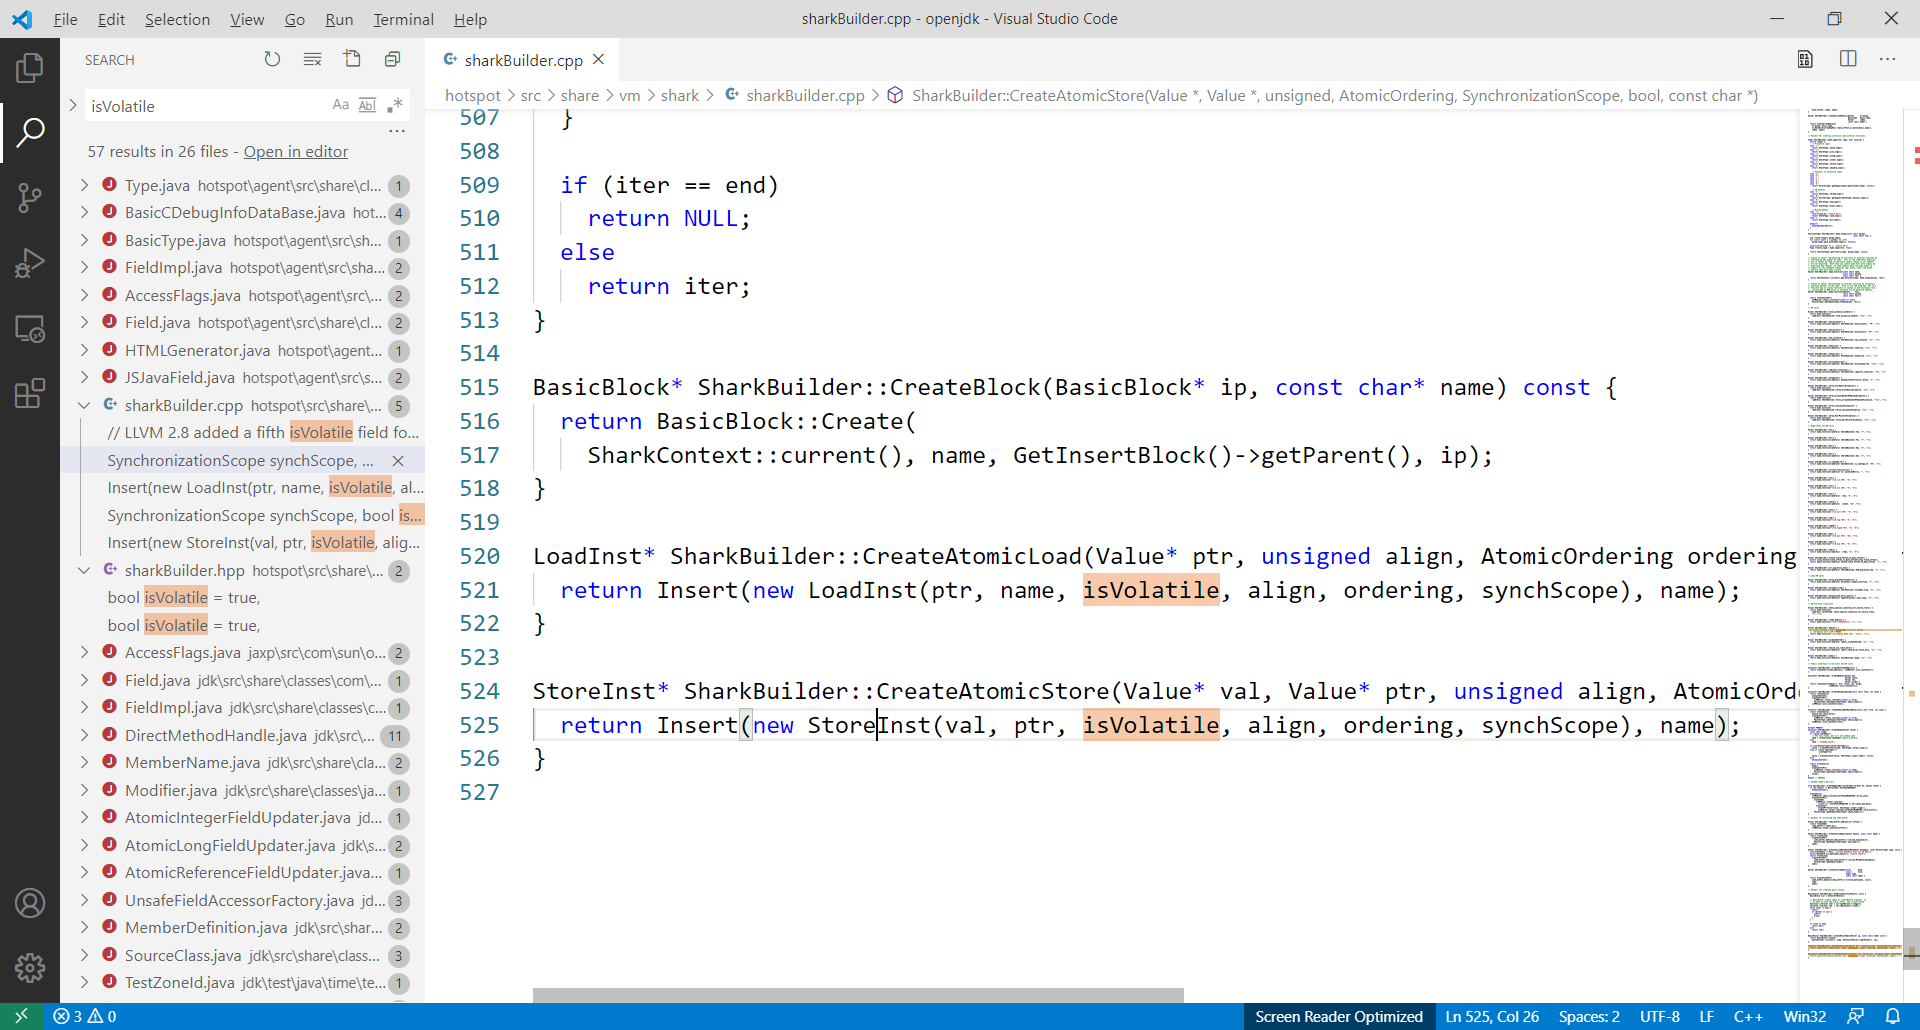 File Edit Selection View Go Run Terminal Help
sharkBuilder.cpp - openjdk - Visual Studio Code
SEARCH
isVolatile
Aa Abl .*
57 results in 26 files - Open in editor
Type.java hotspot\agent\src\share\cl... 1
BasicCDebugInfoDataBase.java hot... 4
BasicType.java hotspot\agent\src\sh... 1
FieldImpl.java hotspot\agent\src\sha... 2
AccessFlags.java hotspot\agent\src\... 2
Field.java hotspot\agent\src\share\cl... 2
HTMLGenerator.java hotspot\agent... 1
JSJavaField.java hotspot\agent\src\s... 2
sharkBuilder.cpp hotspot\src\share\... 5
// LLVM 2.8 added a fifth isVolatile field fo...
SynchronizationScope synchScope, ...
Insert(new LoadInst(ptr, name, isVolatile, al...
SynchronizationScope synchScope, bool is...
Insert(new StoreInst(val, ptr, isVolatile, alig...
sharkBuilder.hpp hotspot\src\share\... 2
bool isVolatile = true,
bool isVolatile = true,
AccessFlags.java jaxp\src\com\sun\o... 2
Field.java jdk\src\share\classes\com\... 1
FieldImpl.java jdk\src\share\classes\c... 1
DirectMethodHandle.java jdk\src\... 11
MemberName.java jdk\src\share\cla... 2
Modifier.java jdk\src\share\classes\ja... 1
AtomicIntegerFieldUpdater.java jd... 1
AtomicLongFieldUpdater.java jdk\s... 2
AtomicReferenceFieldUpdater.java... 1
UnsafeFieldAccessorFactory.java jd... 3
MemberDefinition.java jdk\src\shar... 2
SourceClass.java jdk\src\share\class... 3
TestZoneId.java jdk\test\java\time\te... 1
sharkBuilder.cpp
hotspot > src > share > vm > shark > sharkBuilder.cpp > SharkBuilder::CreateAtomicStore(Value *, Value *, unsigned, AtomicOrdering, SynchronizationScope, bool, const char *)
507 }
508
509 if (iter == end)
510 return NULL;
511 else
512 return iter;
513 }
514
515 BasicBlock* SharkBuilder::CreateBlock(BasicBlock* ip, const char* name) const {
516 return BasicBlock::Create(
517 SharkContext::current(), name, GetInsertBlock()->getParent(), ip);
518 }
519
520 LoadInst* SharkBuilder::CreateAtomicLoad(Value* ptr, unsigned align, AtomicOrdering ordering
521 return Insert(new LoadInst(ptr, name, isVolatile, align, ordering, synchScope), name);
522 }
523
524 StoreInst* SharkBuilder::CreateAtomicStore(Value* val, Value* ptr, unsigned align, AtomicOrd
525 return Insert(new StoreInst(val, ptr, isVolatile, align, ordering, synchScope), name);
526 }
527
3 0
Screen Reader Optimized Ln 525, Col 26 Spaces: 2 UTF-8 LF C++ Win32